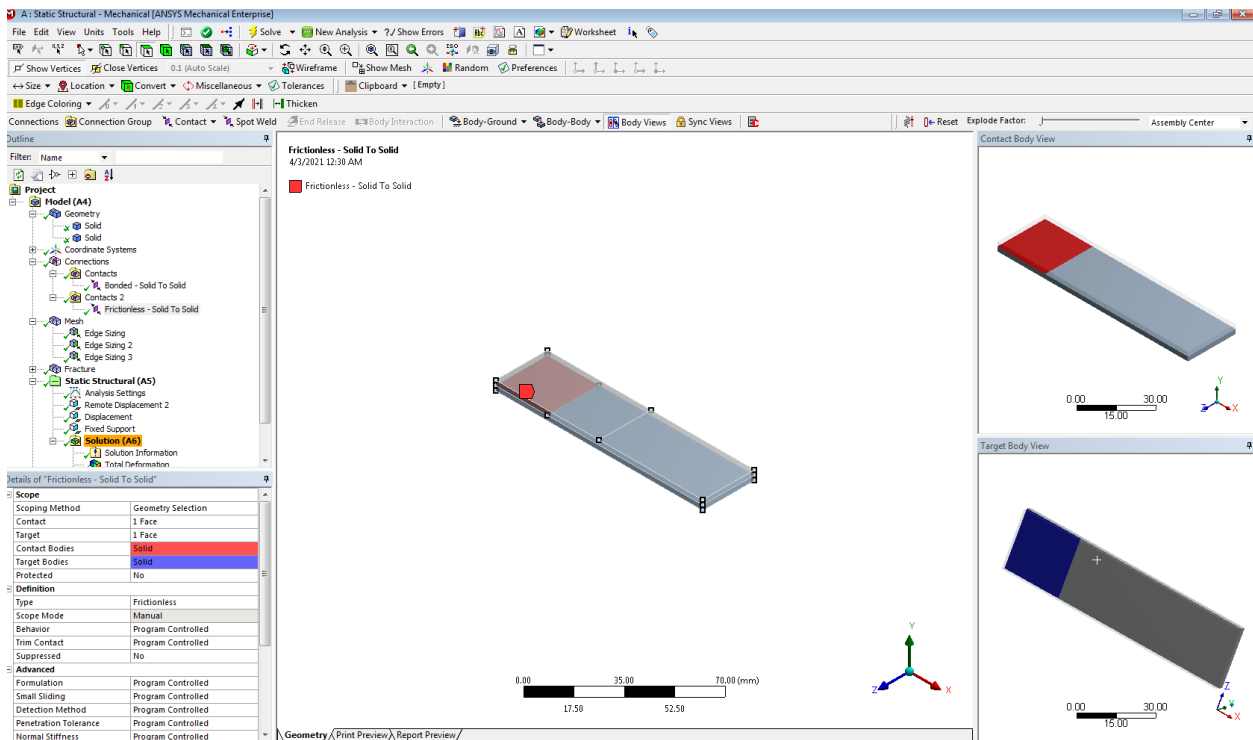 A : Static Structural - Mechanical [ANSYS Mechanical Enterprise]
File Edit View Units Tools Help Solve New Analysis ?/ Show Errors Worksheet
Show Vertices Close Vertices 0.1 (Auto Scale) Wireframe Show Mesh Random Preferences
Size Location Convert Miscellaneous Tolerances Clipboard [Empty]
Edge Coloring Thicken
Connections Connection Group Contact Spot Weld End Release Body Interaction Body-Ground Body-Body Body Views Sync Views Reset Explode Factor: Assembly Center
Outline
Filter: Name
Project
Model (A4)
Geometry
Solid
Solid
Coordinate Systems
Connections
Contacts
Bonded - Solid To Solid
Contacts 2
Frictionless - Solid To Solid
Mesh
Edge Sizing
Edge Sizing 2
Edge Sizing 3
Fracture
Static Structural (A5)
Analysis Settings
Remote Displacement 2
Displacement
Fixed Support
Solution (A6)
Solution Information
Total Deformation
Details of "Frictionless - Solid To Solid"
Scope
Scoping Method Geometry Selection
Contact 1 Face
Target 1 Face
Contact Bodies Solid
Target Bodies Solid
Protected No
Definition
Type Frictionless
Scope Mode Manual
Behavior Program Controlled
Trim Contact Program Controlled
Suppressed No
Advanced
Formulation Program Controlled
Small Sliding Program Controlled
Detection Method Program Controlled
Penetration Tolerance Program Controlled
Normal Stiffness Program Controlled
Frictionless - Solid To Solid
4/3/2021 12:30 AM
Frictionless - Solid To Solid
0.00 35.00 70.00 (mm)
17.50 52.50
Y
Z X
Geometry Print Preview Report Preview
Contact Body View
0.00 30.00
15.00
Y
Z X
Target Body View
0.00 30.00
15.00
Z
Y
X